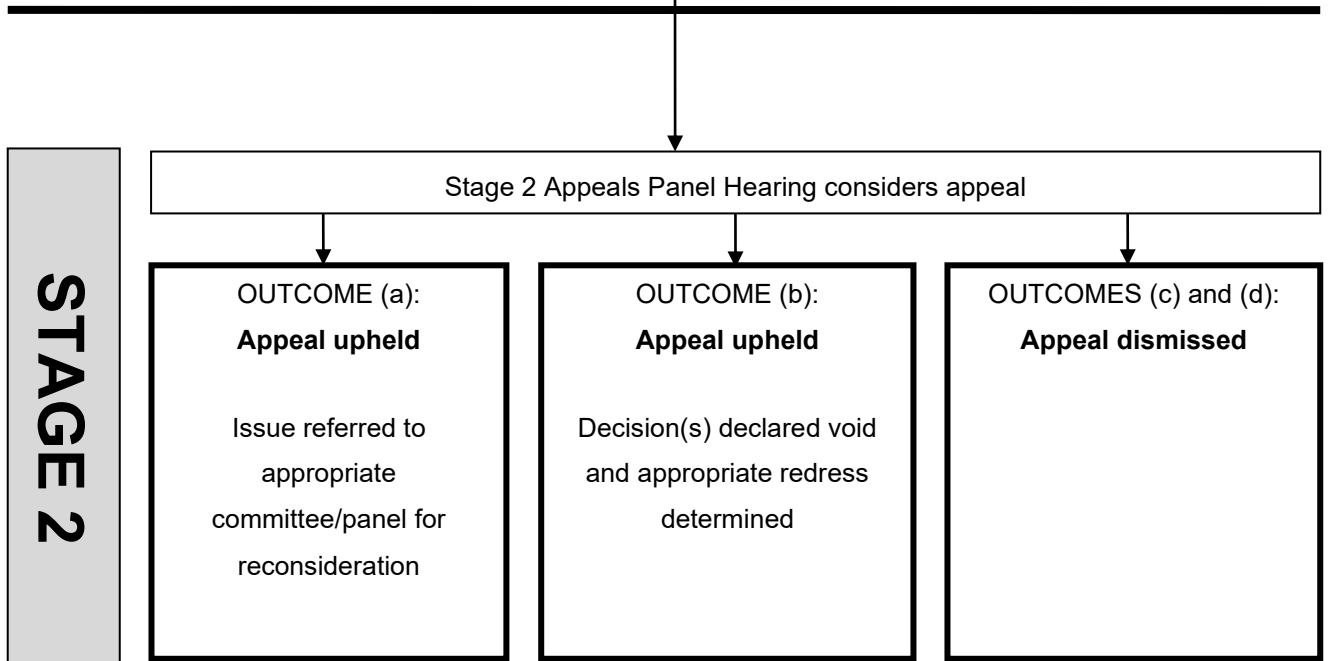 Stage 2 Appeals Panel Hearing considers appeal
STAGE 2
OUTCOME (a):
Appeal upheld
Issue referred to
appropriate
committee/panel for
reconsideration
OUTCOME (b):
Appeal upheld
Decision(s) declared void
and appropriate redress
determined
OUTCOMES (c) and (d):
Appeal dismissed